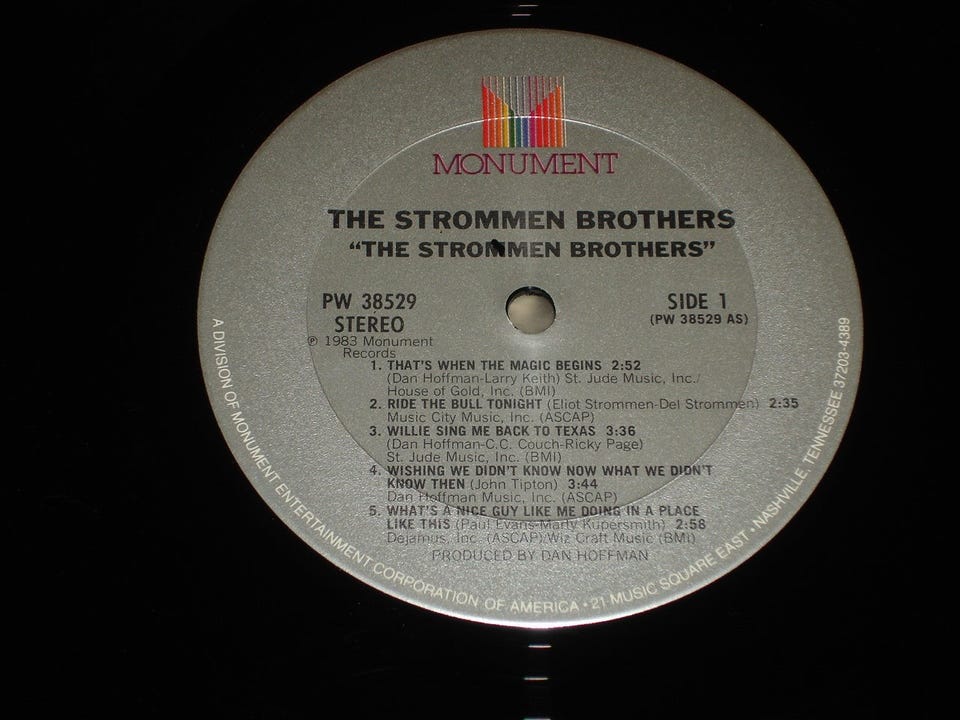 MONUMENT
THE STROMMEN BROTHERS
“THE STROMMEN BROTHERS”
PW 38529
STEREO
℗ 1983 Monument
Records
SIDE 1
(PW 38529 AS)
1. THAT'S WHEN THE MAGIC BEGINS 2:52
(Dan Hoffman-Larry Keith) St. Jude Music, Inc./
House of Gold, Inc. (BMI)
2. RIDE THE BULL TONIGHT (Eliot Strommen-Del Strommen) 2:35
Music City Music, Inc. (ASCAP)
3. WILLIE SING ME BACK TO TEXAS 3:36
(Dan Hoffman-C.C. Couch-Ricky Page)
St. Jude Music, Inc. (BMI)
4. WISHING WE DIDN'T KNOW NOW WHAT WE DIDN'T
KNOW THEN (John Tipton) 3:44
Dan Hoffman Music, Inc. (ASCAP)
5. WHAT'S A NICE GUY LIKE ME DOING IN A PLACE
LIKE THIS (Paul Evans-Marty Kupersmith) 2:58
Dejamus, Inc. (ASCAP)/Wiz Craft Music (BMI)
PRODUCED BY DAN HOFFMAN
A DIVISION OF MONUMENT ENTERTAINMENT CORPORATION OF AMERICA • 21 MUSIC SQUARE EAST • NASHVILLE, TENNESSEE 37203-4389